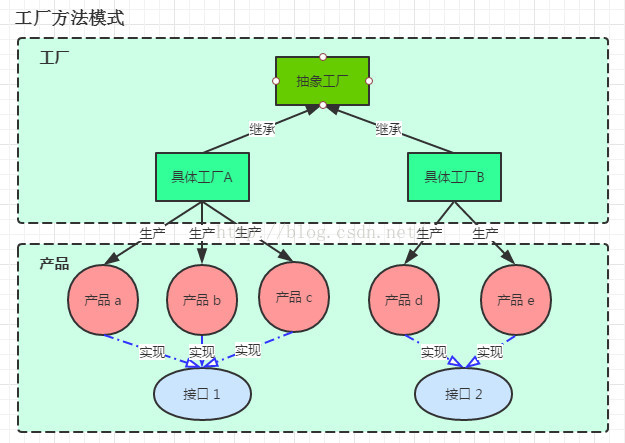 工厂方法模式
工厂
抽象工厂
继承
继承
具体工厂A
具体工厂B
生产
生产
生产
生产
生产
http://blog.csdn.net
产品
产品 a
产品 b
产品 c
产品 d
产品 e
实现
实现
实现
实现
实现
接口 1
接口 2